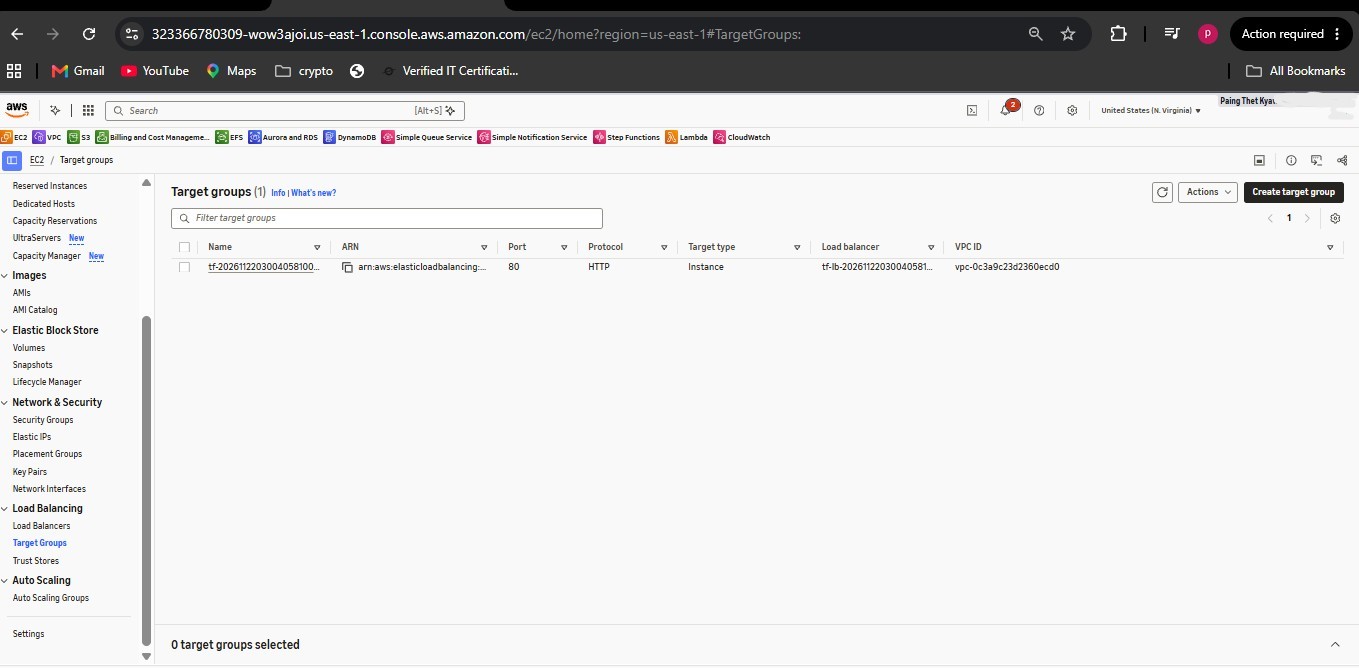 323366780309-wow3ajoi.us-east-1.console.aws.amazon.com/ec2/home?region=us-east-1#TargetGroups:
p
Action required
Gmail
YouTube
Maps
crypto
Verified IT Certificati...
All Bookmarks
aws
Search
[Alt+S]
2
United States (N. Virginia)
Paing Thet
EC2
VPC
S3
Billing and Cost Manageme...
EFS
Aurora and RDS
DynamoDB
Simple Queue Service
Simple Notification Service
Step Functions
Lambda
CloudWatch
EC2 / Target groups
Reserved Instances
Dedicated Hosts
Capacity Reservations
UltraServers New
Capacity Manager New
Images
AMIs
AMI Catalog
Elastic Block Store
Volumes
Snapshots
Lifecycle Manager
Network & Security
Security Groups
Elastic IPs
Placement Groups
Key Pairs
Network Interfaces
Load Balancing
Load Balancers
Target Groups
Trust Stores
Auto Scaling
Auto Scaling Groups
Settings
Target groups (1) Info | What's new?
Actions
Create target group
Filter target groups
1
Name ARN Port Protocol Target type Load balancer VPC ID
tf-2026112203004058100... arn:aws:elasticloadbalancing:... 80 HTTP Instance tf-lb-20261122030040581... vpc-0c3a9c23d2360ecd0
0 target groups selected